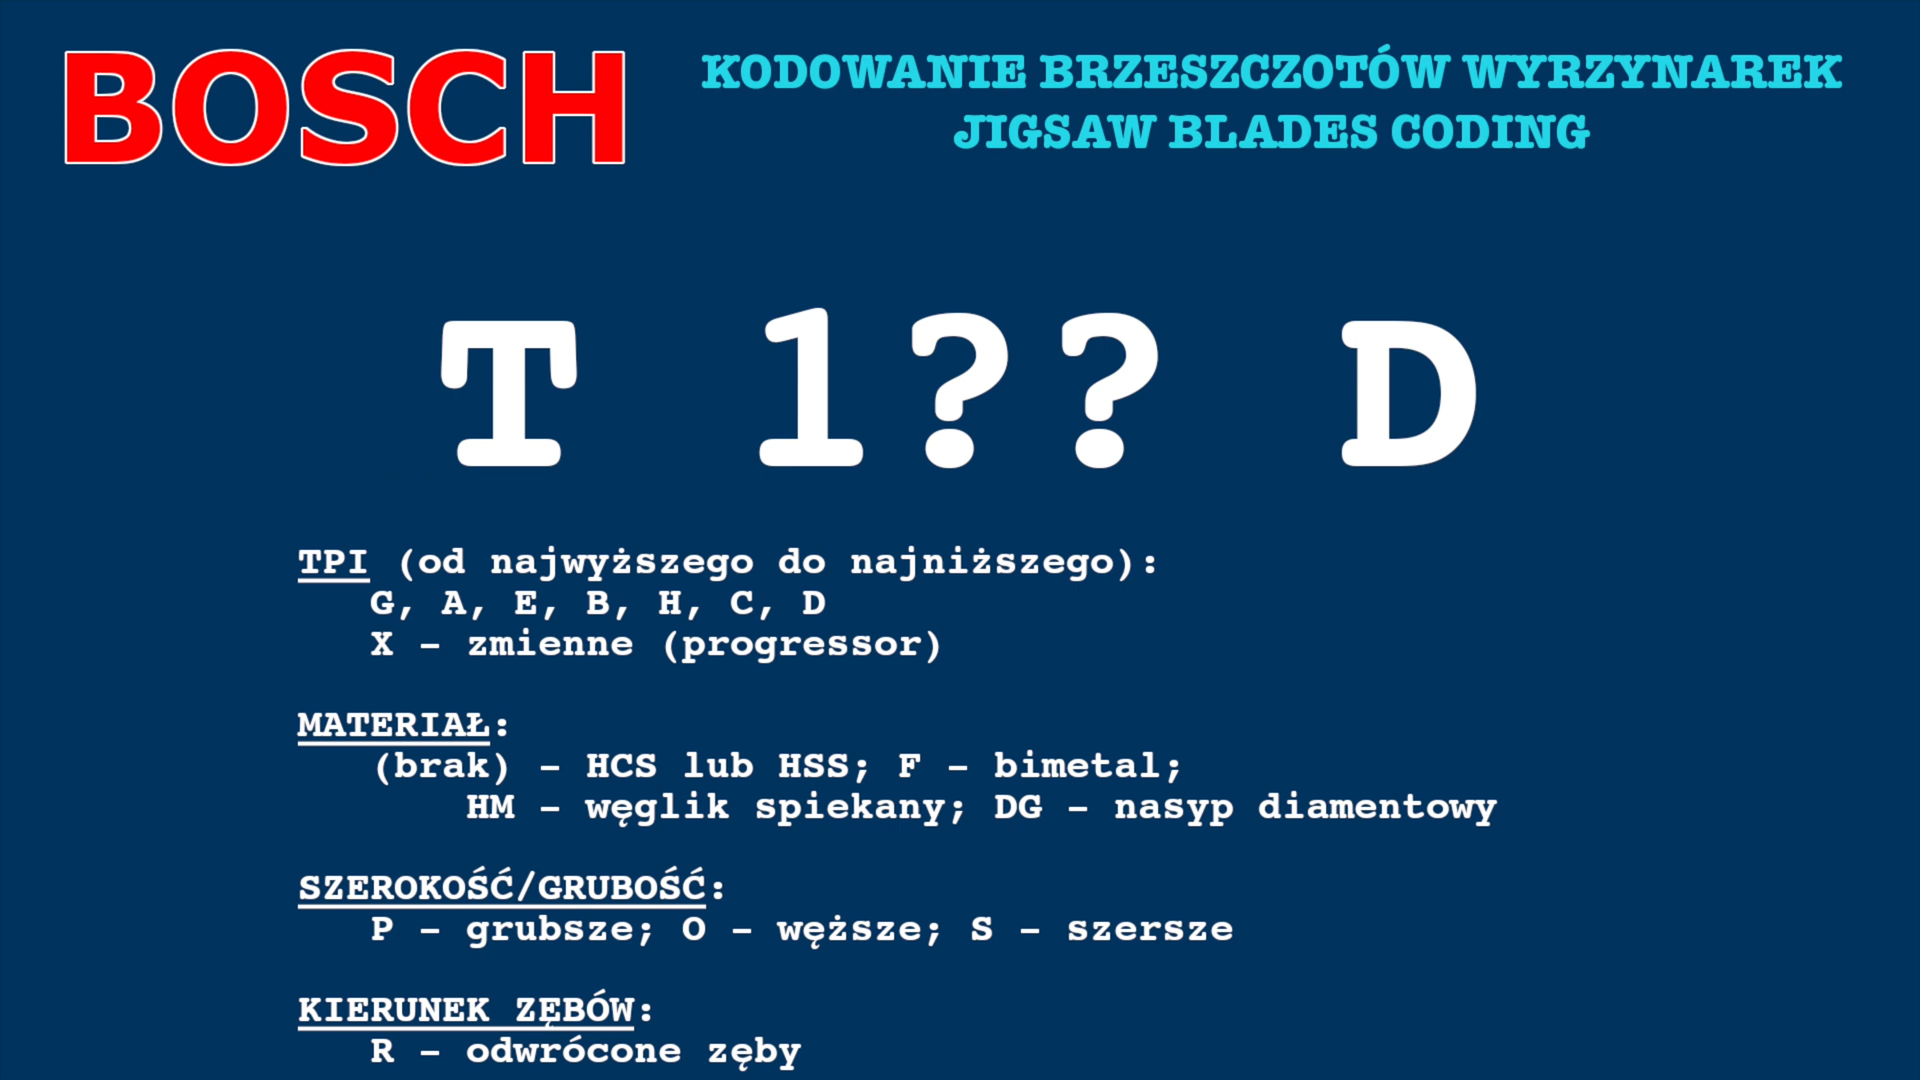 BOSCH
KODOWANIE BRZESZCZOTÓW WYRZYNAREK
JIGSAW BLADES CODING
T 1?? D
TPI (od najwyższego do najniższego):
G, A, E, B, H, C, D
X – zmienne (progressor)
MATERIAŁ:
(brak) – HCS lub HSS; F – bimetal;
HM – węglik spiekany; DG – nasyp diamentowy
SZEROKOŚĆ/GRUBOŚĆ:
P – grubsze; O – węższe; S – szersze
KIERUNEK ZĘBÓW:
R – odwrócone zęby